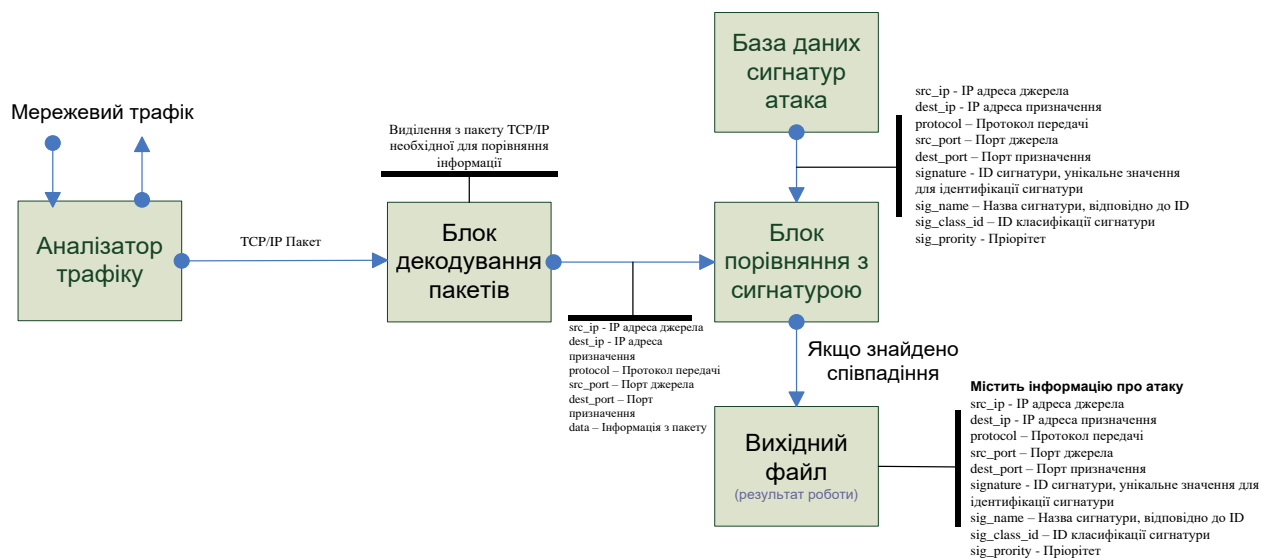 Мережевий трафік
Аналізатор
трафіку
TCP/IP Пакет
Виділення з пакету TCP/IP
необхідної для порівняння
інформації
Блок
декодування
пакетів
src_ip - IP адреса джерела
dest_ip - IP адреса
призначення
protocol – Протокол передачі
src_port – Порт джерела
dest_port – Порт
призначення
data – Інформація з пакету
База даних
сигнатур
атака
src_ip - IP адреса джерела
dest_ip - IP адреса призначення
protocol – Протокол передачі
src_port – Порт джерела
dest_port – Порт призначення
signature - ID сигнатури, унікальне значення
для ідентифікації сигнатури
sig_name – Назва сигнатури, відповідно до ID
sig_class_id – ID класифікації сигнатури
sig_prority - Пріорітет
Блок
порівняння з
сигнатурою
Якщо знайдено
співпадіння
Вихідний
файл
(результат роботи)
Містить інформацію про атаку
src_ip - IP адреса джерела
dest_ip - IP адреса призначення
protocol – Протокол передачі
src_port – Порт джерела
dest_port – Порт призначення
signature - ID сигнатури, унікальне значення для
ідентифікації сигнатури
sig_name – Назва сигнатури, відповідно до ID
sig_class_id – ID класифікації сигнатури
sig_prority - Пріорітет